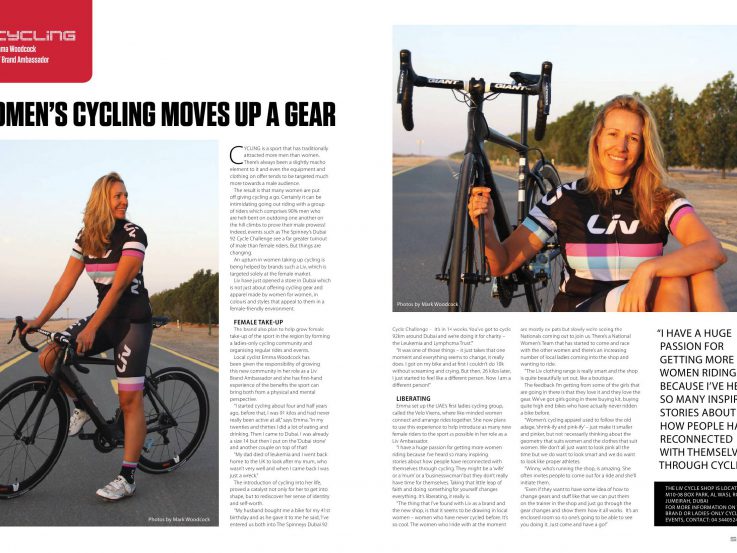 CYCLING
mma Woodcock
Brand Ambassador
OMEN'S CYCLING MOVES UP A GEAR
CYCLING is a sport that has traditionally
attracted more men than women.
There's always been a slightly macho
element to it and even the equipment and
clothing on offer tends to be targeted much
more towards a male audience.
The result is that many women are put
off giving cycling a go. Certainly it can be
intimidating going out riding with a group
of riders which comprises 90% men who
are hell-bent on outdoing one another on
the hill climbs to prove their male prowess!
Indeed, events such as The Spinney's Dubai
92 Cycle Challenge see a far greater turnout
of male than female riders. But things are
changing.
An upturn in women taking up cycling is
being helped by brands such a Liv, which is
targeted solely at the female market.
Liv have just opened a store in Dubai which
is not just about offering cycling gear and
apparel made by women for women, in
colours and styles that appeal to them in a
female-friendly environment.
FEMALE TAKE-UP
The brand also plan to help grow female
take up of the sport in the region by forming
a ladies-only cycling community and
organising regular rides and events.
Local cyclist Emma Woodcock has
been given the responsibility of growing
this new community in her role as a Liv
Brand Ambassador and she has first-hand
experience of the benefits the sport can
bring both from a physical and mental
perspective.
"I started cycling about four and half years
ago, before that, I was 81 kilos and had never
really been active at all," says Emma. "In my
twenties and thirties I did a lot of eating and
drinking. Then I came to Dubai, I was already
a size 14 but then I put on the 'Dubai stone'
and another couple on top of that!
"My dad died of leukaemia and I went back
home to the UK to look after my mum, who
wasn't very well and when I came back I was
just a wreck."
The introduction of cycling into her life,
proved a catalyst not only for her to get into
shape, but to rediscover her sense of identity
and self-worth.
"My husband bought me a bike for my 41st
birthday and as he gave it to me he said, 'I've
entered us both into The Spinneys Dubai 92
Photos by Mark Woodcock
GIANT
GIANT
Liv
Photos by Mark Woodcock
Cycle Challenge - It's in 14 weeks. You've got to cycle
92km around Dubai and we're doing it for charity –
the Leukemia and Lymphoma Trust!"
"It was one of those things – it just takes that one
moment and everything seems to change, it really
does. I got on my bike and at first I couldn't do 10k
without screaming and crying. But then, 26 kilos later,
I just started to feel like a different person. Now I am a
different person!"
LIBERATING
Emma set up the UAE's first ladies cycling group,
called the Velo Vixens, where like-minded women
connect and arrange rides together. She now plans
to use this experience to help introduce as many new
female riders to the sport as possible in her role as a
Liv Ambassador.
"I have a huge passion for getting more women
riding because I've heard so many inspiring
stories about how people have reconnected with
themselves through cycling. They might be a 'wife'
or a 'mum' or a 'businesswoman' but they don't really
have time for themselves. Taking that little leap of
faith and doing something for yourself changes
everything. It's liberating, it really is.
"The thing that I've found with Liv as a brand and
the new shop, is that it seems to be drawing in local
women – women who have never cycled before. It's
so cool. The women who I ride with at the moment
are mostly ex-pats but slowly we're seeing the
Nationals coming out to join us. There's a National
Women's Team that has started to come and race
with the other women and there's an increasing
number of local ladies coming into the shop and
wanting to ride.
"The Liv clothing range is really smart and the shop
is quite beautifully set out, like a boutique.
The feedback I'm getting from some of the girls that
are going in there is that they love it and they love the
gear. We've got girls going in there buying kit, buying
quite high end bikes who have actually never ridden
a bike before.
"Women's cycling apparel used to follow the old
adage, 'shrink-ify and pink-ify' – just make it smaller
and pinker, but not necessarily thinking about the
geometry that suits women and the clothes that suit
women. We don't all just want to look pink all the
time but we do want to look smart and we do want
to look like proper athletes.
"Winny, who's running the shop, is amazing. She
often invites people to come out for a ride and she'll
initiate them.
"Even if they want to have some idea of how to
change gears and stuff like that we can put them
on the trainer in the shop and just go through the
gear changes and show them how it all works. It's an
enclosed room so no one's going to be able to see
you doing it. Just come and have a go!"
"I HAVE A HUGE
PASSION FOR
GETTING MORE
WOMEN RIDING
BECAUSE I'VE HE
SO MANY INSPIR
STORIES ABOUT
HOW PEOPLE HA
RECONNECTED
WITH THEMSELV
THROUGH CYCLI
THE LIV CYCLE SHOP IS LOCAT
M10-08 BOX PARK, AL WASL R
JUMEIRAH, DUBAI
FOR MORE INFORMATION ON
BRAND OR LADIES-ONLY CYCL
EVENTS, CONTACT: 04 3440524